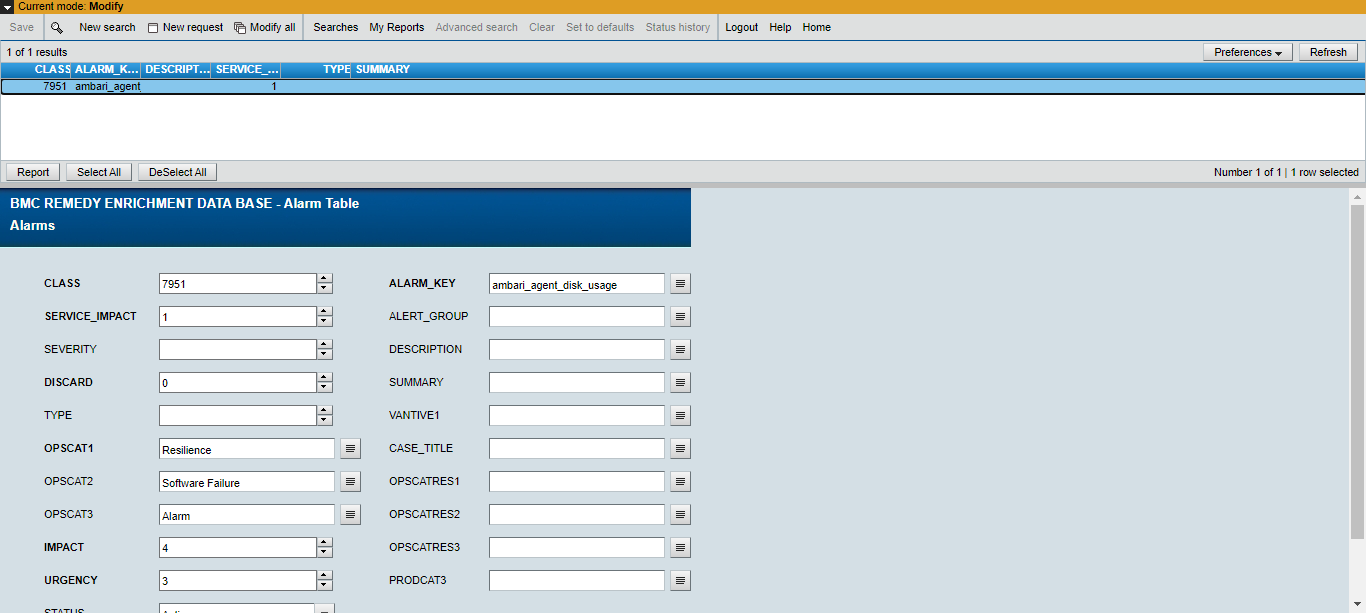 Current mode: Modify
Save New search New request Modify all Searches My Reports Advanced search Clear Set to defaults Status history Logout Help Home
1 of 1 results Preferences Refresh
CLASS ALARM_K... DESCRIPT... SERVICE_... TYPE SUMMARY
7951 ambari_agent 1
Report Select All DeSelect All Number 1 of 1 | 1 row selected
BMC REMEDY ENRICHMENT DATA BASE - Alarm Table
Alarms
CLASS 7951 ALARM_KEY ambari_agent_disk_usage
SERVICE_IMPACT 1 ALERT_GROUP
SEVERITY DESCRIPTION
DISCARD 0 SUMMARY
TYPE VANTIVE1
OPSCAT1 Resilience CASE_TITLE
OPSCAT2 Software Failure OPSCATRES1
OPSCAT3 Alarm OPSCATRES2
IMPACT 4 OPSCATRES3
URGENCY 3 PRODCAT3
STATUS